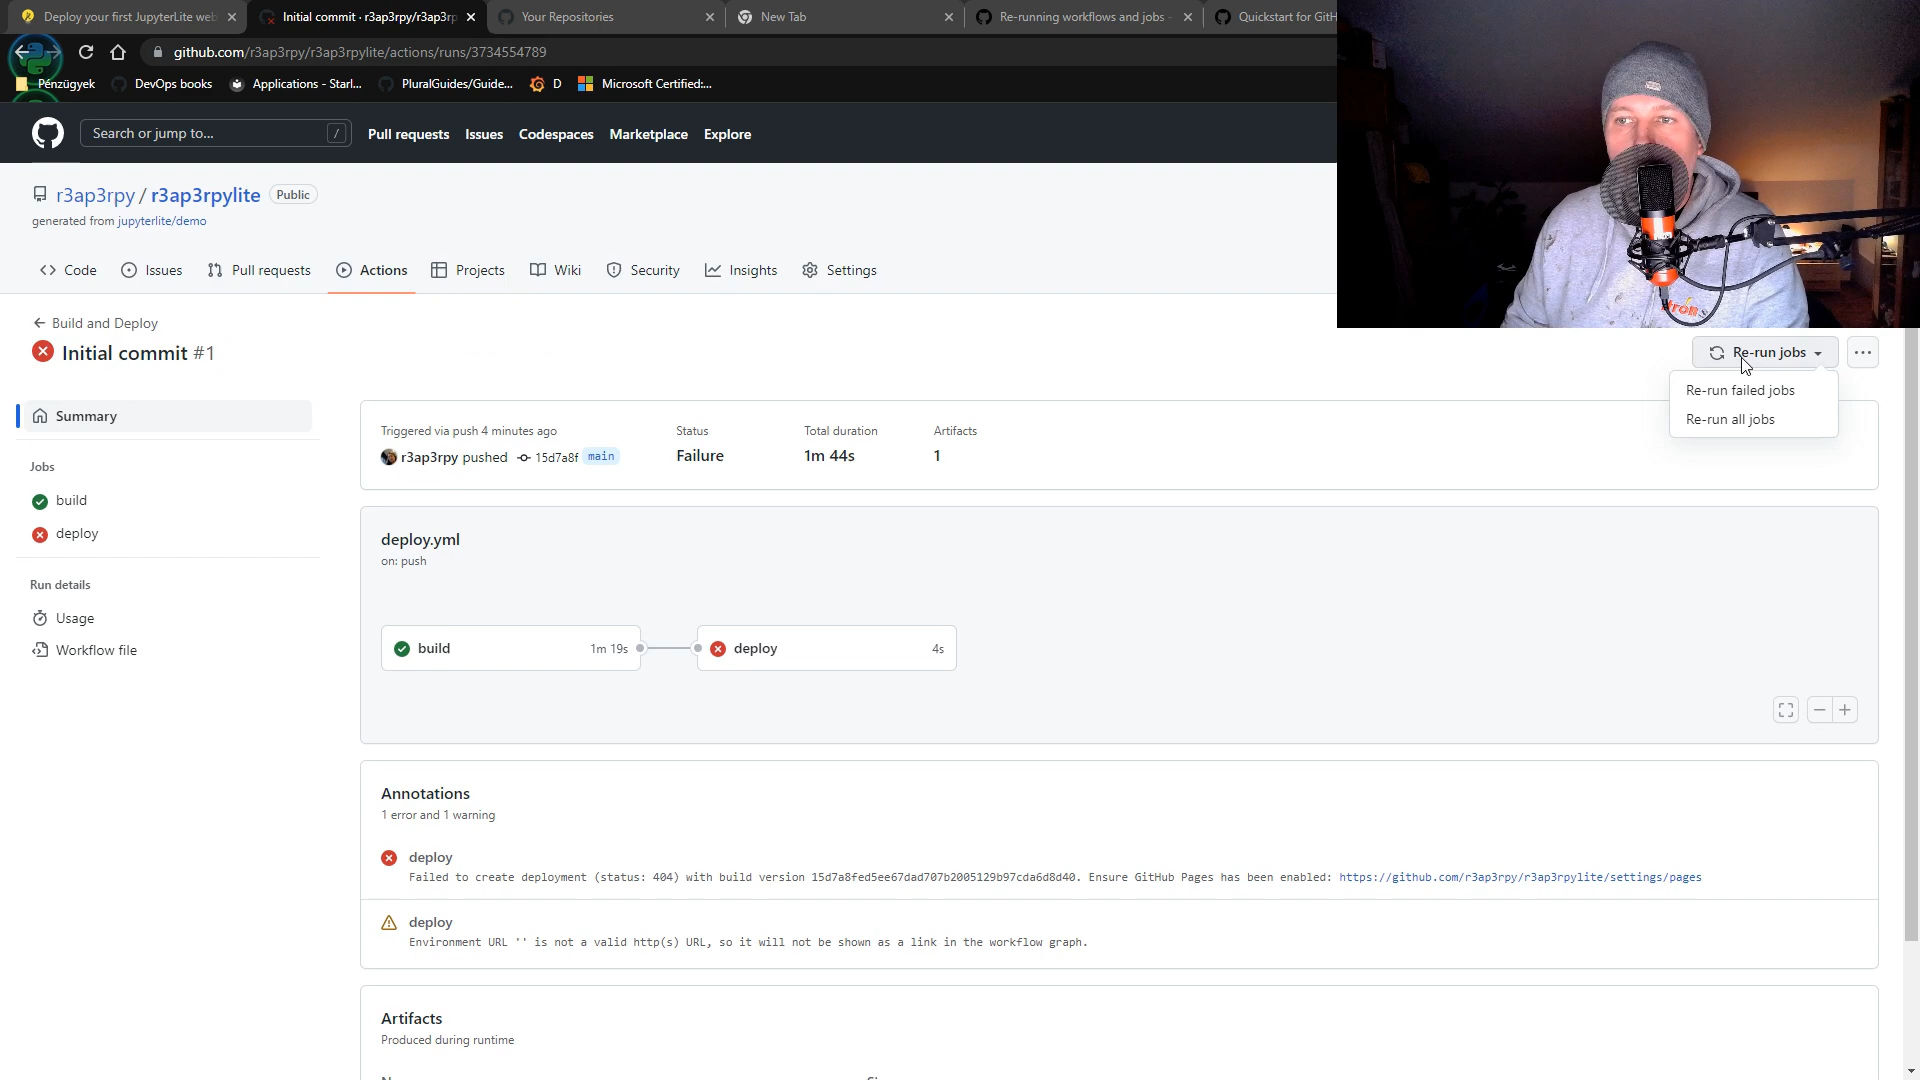 Deploy your first JupyterLite web
Initial commit · r3ap3rpy/r3ap3rp
Your Repositories
New Tab
Re-running workflows and jobs -
Quickstart for GitH
github.com/r3ap3rpy/r3ap3rpylite/actions/runs/3734554789
Pénzügyek
DevOps books
Applications - Starl...
PluralGuides/Guide...
D
Microsoft Certified:...
Search or jump to...
/
Pull requests
Issues
Codespaces
Marketplace
Explore
r3ap3rpy / r3ap3rpylite
Public
generated from jupyterlite/demo
Code
Issues
Pull requests
Actions
Projects
Wiki
Security
Insights
Settings
Build and Deploy
Initial commit #1
Re-run jobs
Re-run failed jobs
Re-run all jobs
Summary
Jobs
build
deploy
Run details
Usage
Workflow file
Triggered via push 4 minutes ago
r3ap3rpy pushed 15d7a8f main
Status
Failure
Total duration
1m 44s
Artifacts
1
deploy.yml
on: push
build 1m 19s
deploy 4s
Annotations
1 error and 1 warning
deploy
Failed to create deployment (status: 404) with build version 15d7a8fed5ee67dad707b2005129b97cda6d8d40. Ensure GitHub Pages has been enabled: https://github.com/r3ap3rpy/r3ap3rpylite/settings/pages
deploy
Environment URL '' is not a valid http(s) URL, so it will not be shown as a link in the workflow graph.
Artifacts
Produced during runtime